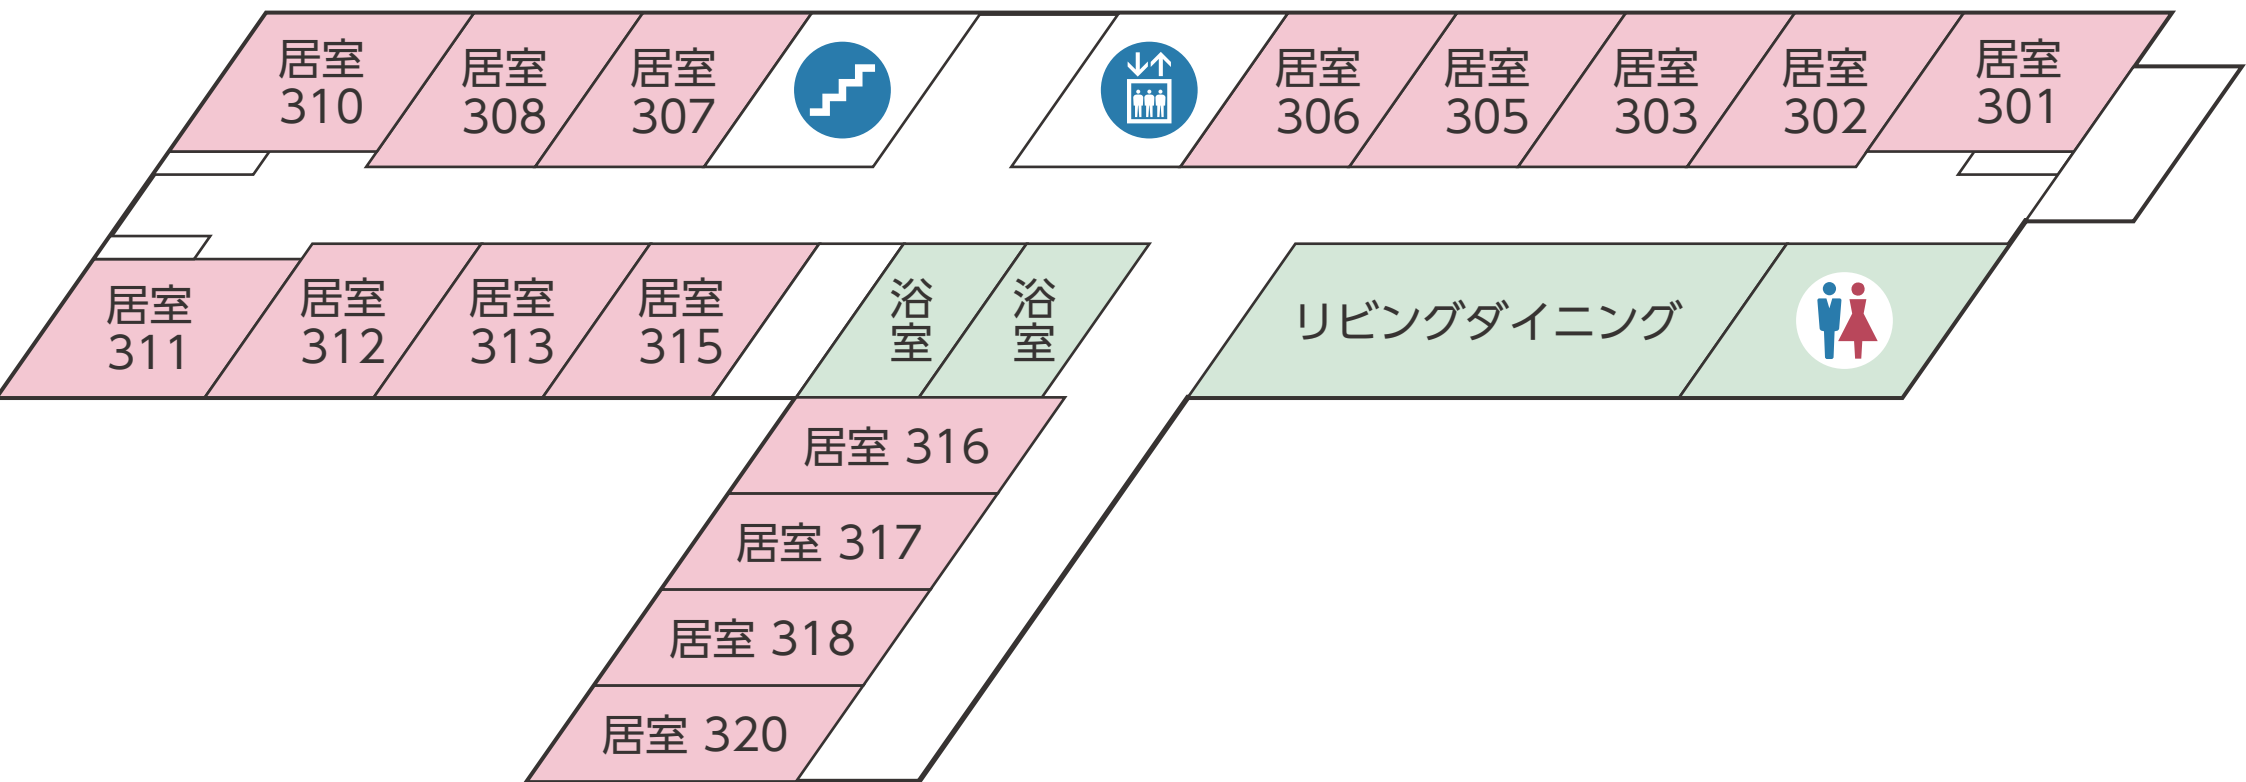 居室
310
居室
308
居室
307
居室
306
居室
305
居室
303
居室
302
居室
301
居室
311
居室
312
居室
313
居室
315
浴室
浴室
リビングダイニング
居室 316
居室 317
居室 318
居室 320